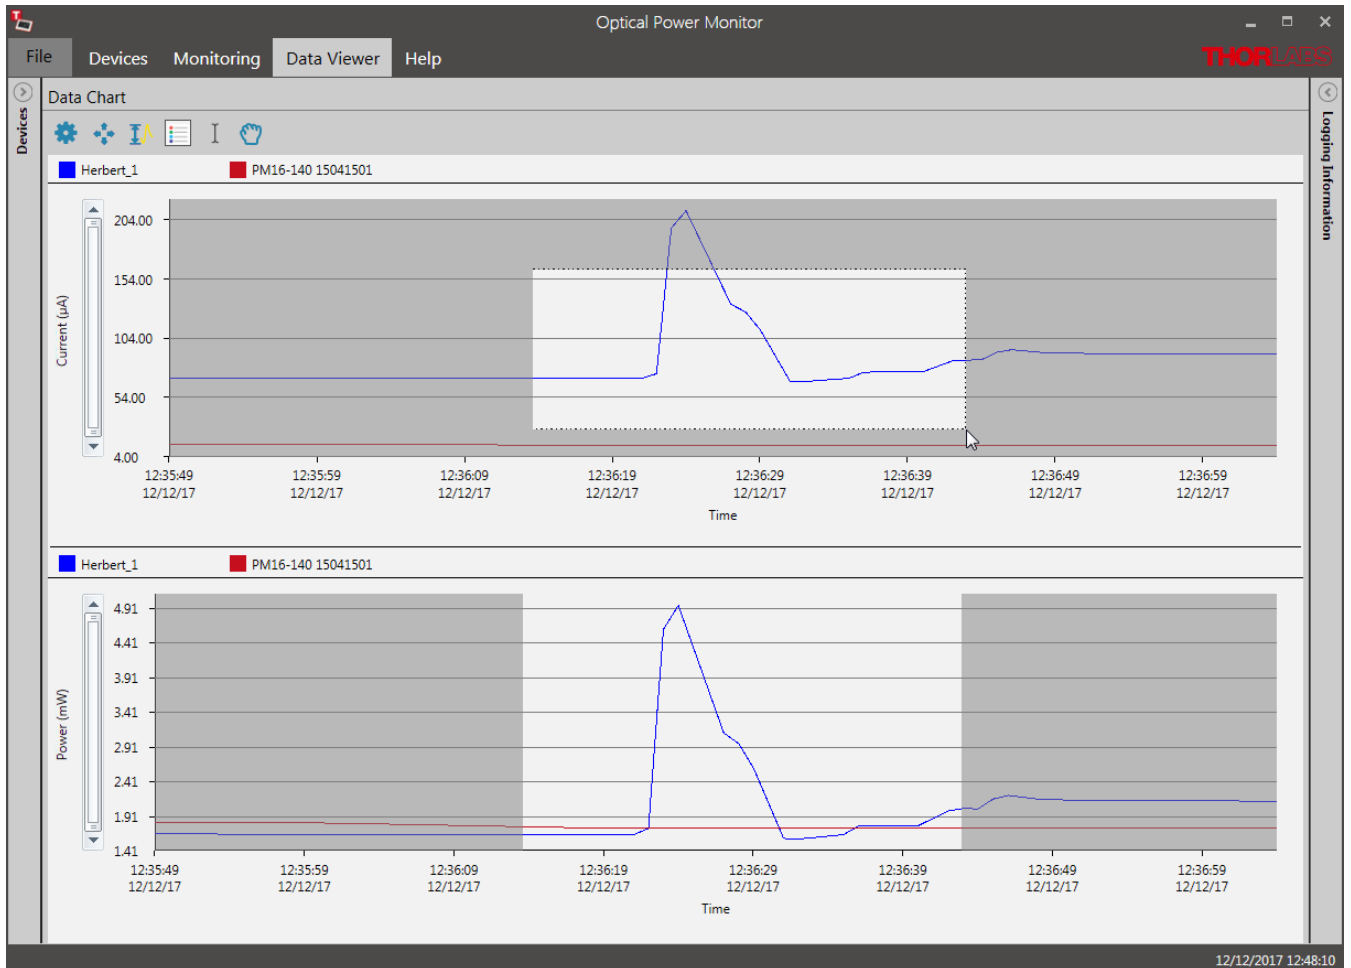 Optical Power Monitor
File Devices Monitoring Data Viewer Help
THORLABS
Data Chart
Devices
Logging Information
Herbert_1 PM16-140 15041501
Current (µA)
204.00
154.00
104.00
54.00
4.00
12:35:49 12:35:59 12:36:09 12:36:19 12:36:29 12:36:39 12:36:49 12:36:59
12/12/17 12/12/17 12/12/17 12/12/17 12/12/17 12/12/17 12/12/17 12/12/17
Time
Herbert_1 PM16-140 15041501
Power (mW)
4.91
4.41
3.91
3.41
2.91
2.41
1.91
1.41
12:35:49 12:35:59 12:36:09 12:36:19 12:36:29 12:36:39 12:36:49 12:36:59
12/12/17 12/12/17 12/12/17 12/12/17 12/12/17 12/12/17 12/12/17 12/12/17
Time
12/12/2017 12:48:10